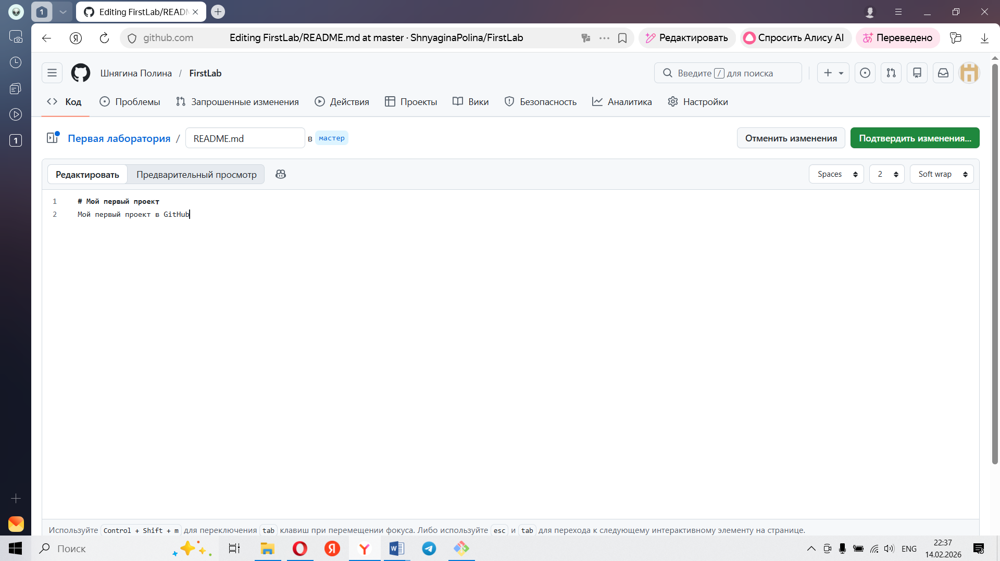 1
Editing FirstLab/READM
github.com
Editing FirstLab/README.md at master · ShnyaginaPolina/FirstLab
Редактировать
Спросить Алису AI
Переведено
Шнягина Полина / FirstLab
Введите / для поиска
Код
Проблемы
Запрошенные изменения
Действия
Проекты
Вики
Безопасность
Аналитика
Настройки
1
Первая лаборатория / README.md в мастер
Отменить изменения
Подтвердить изменения...
Редактировать
Предварительный просмотр
Spaces
2
Soft wrap
1 # Мой первый проект
2 Мой первый проект в GitHub
Используйте Control + Shift + m для переключения tab клавиш при перемещении фокуса. Либо используйте esc и tab для перехода к следующему интерактивному элементу на странице.
Поиск
ENG
22:37
14.02.2026